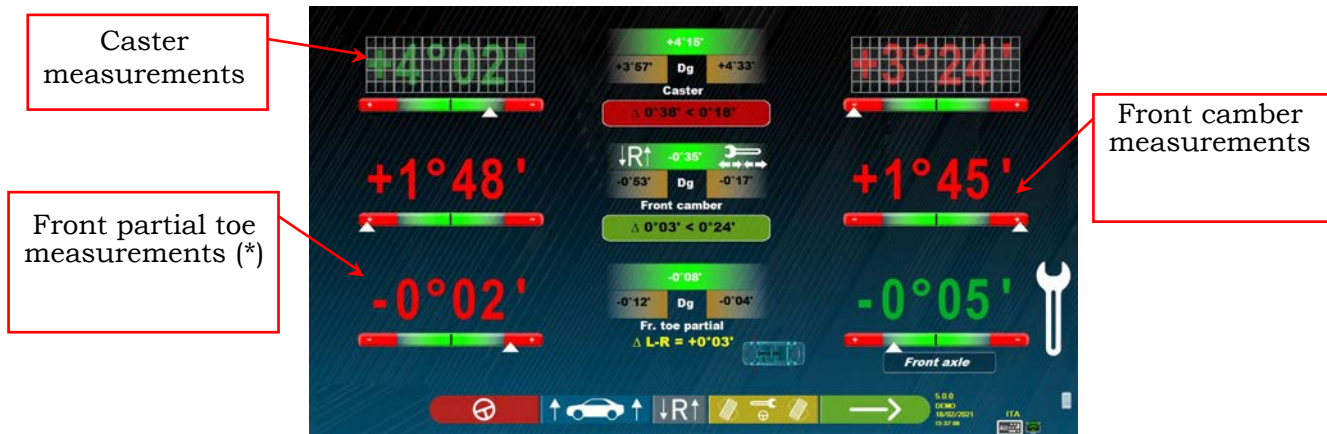 Caster
measurements
Front partial toe
measurements (*)
Front camber
measurements
+4°02'
+4°15'
+3°57' Dg +4°33'
Caster
Δ 0°38' < 0°18'
+3°24'
+ -
- +
+1°48'
↓R↑ -0°35'
-0°53' Dg -0°17'
Front camber
Δ 0°03' < 0°24'
+1°45'
-0°02'
-0°08'
-0°12' Dg -0°04'
Fr. toe partial
Δ L-R = +0°03'
-0°05'
- +
+ -
Front axle
↓R↑
5.0.0
DEMO
18/02/2021
ITA